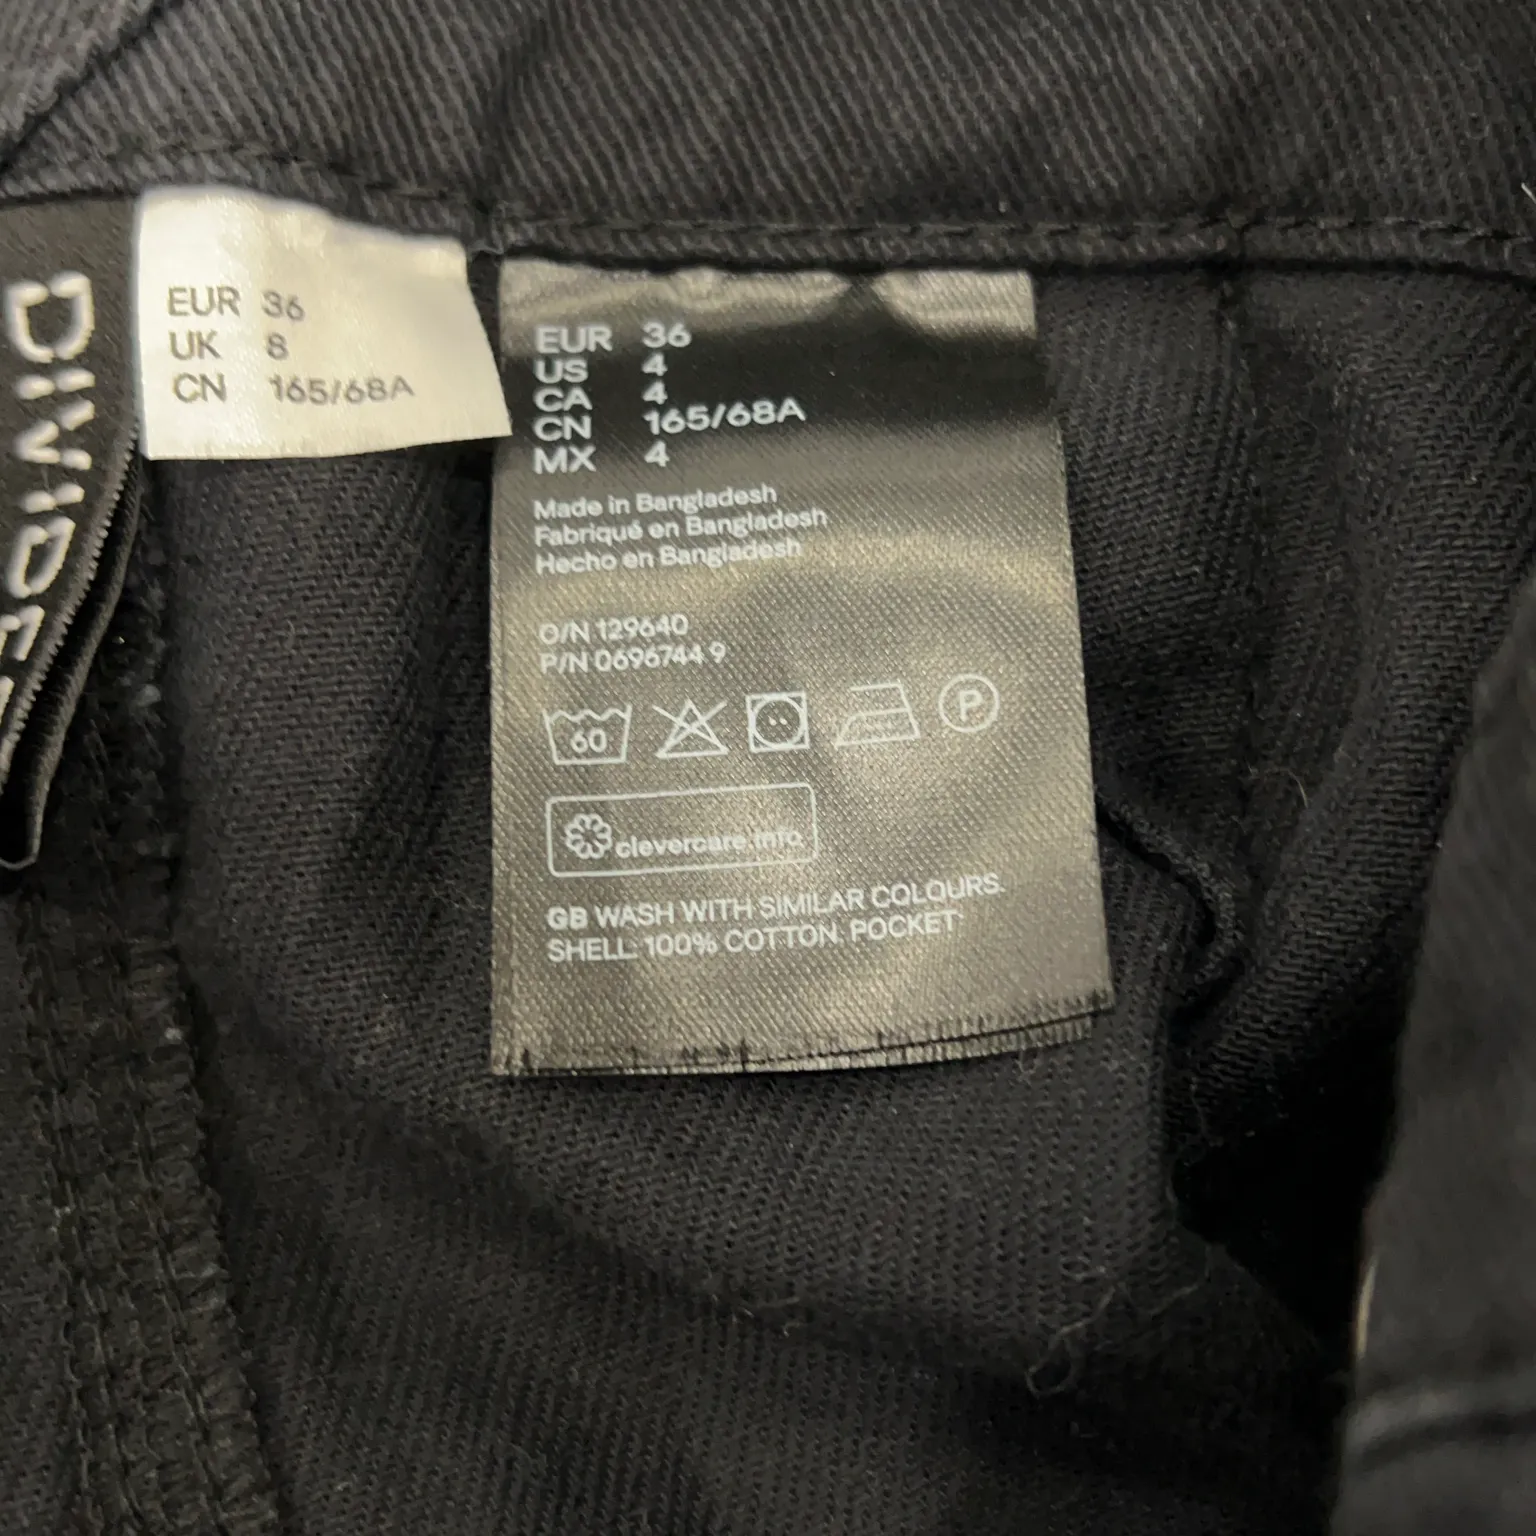 DIVIDED
EUR 36
UK 8
CN 165/68A
EUR 36
US 4
CA 4
CN 165/68A
MX 4
Made in Bangladesh
Fabriqué en Bangladesh
Hecho en Bangladesh
O/N 129640
P/N 0696744 9
60
P
clevercare.info
GB WASH WITH SIMILAR COLOURS.
SHELL: 100% COTTON. POCKET